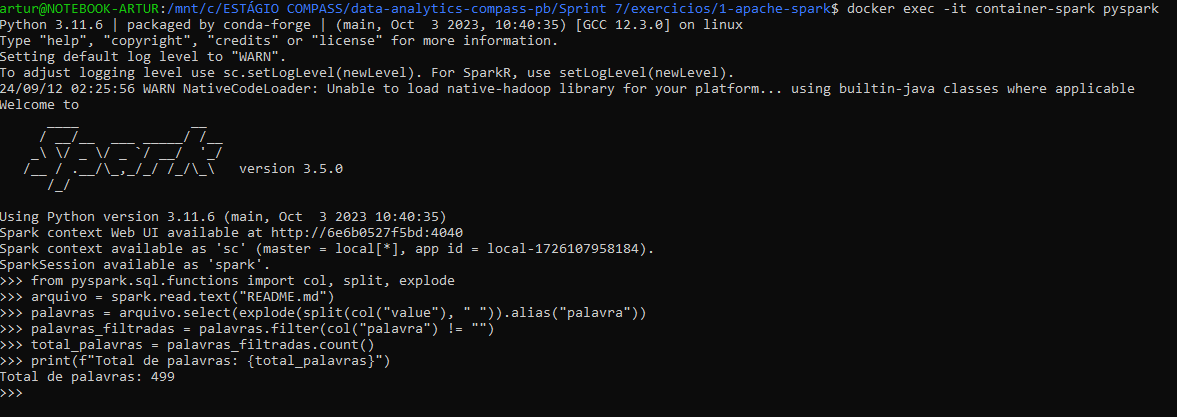 artur@NOTEBOOK-ARTUR:/mnt/c/ESTÁGIO COMPASS/data-analytics-compass-pb/Sprint 7/exercicios/1-apache-spark$ docker exec -it container-spark pyspark
Python 3.11.6 | packaged by conda-forge | (main, Oct  3 2023, 10:40:35) [GCC 12.3.0] on linux
Type "help", "copyright", "credits" or "license" for more information.
Setting default log level to "WARN".
To adjust logging level use sc.setLogLevel(newLevel). For SparkR, use setLogLevel(newLevel).
24/09/12 02:25:56 WARN NativeCodeLoader: Unable to load native-hadoop library for your platform... using builtin-java classes where applicable
Welcome to
      ____              __
     / __/__  ___ _____/ /__
    _\ \/ _ \/ _ `/ __/  '_/
   /__ / .__/\_,_/_/ /_/\_\   version 3.5.0
      /_/
Using Python version 3.11.6 (main, Oct  3 2023 10:40:35)
Spark context Web UI available at http://6e6b0527f5bd:4040
Spark context available as 'sc' (master = local[*], app id = local-1726107958184).
SparkSession available as 'spark'.
>>> from pyspark.sql.functions import col, split, explode
>>> arquivo = spark.read.text("README.md")
>>> palavras = arquivo.select(explode(split(col("value"), " ")).alias("palavra"))
>>> palavras_filtradas = palavras.filter(col("palavra") != "")
>>> total_palavras = palavras_filtradas.count()
>>> print(f"Total de palavras: {total_palavras}")
Total de palavras: 499
>>>